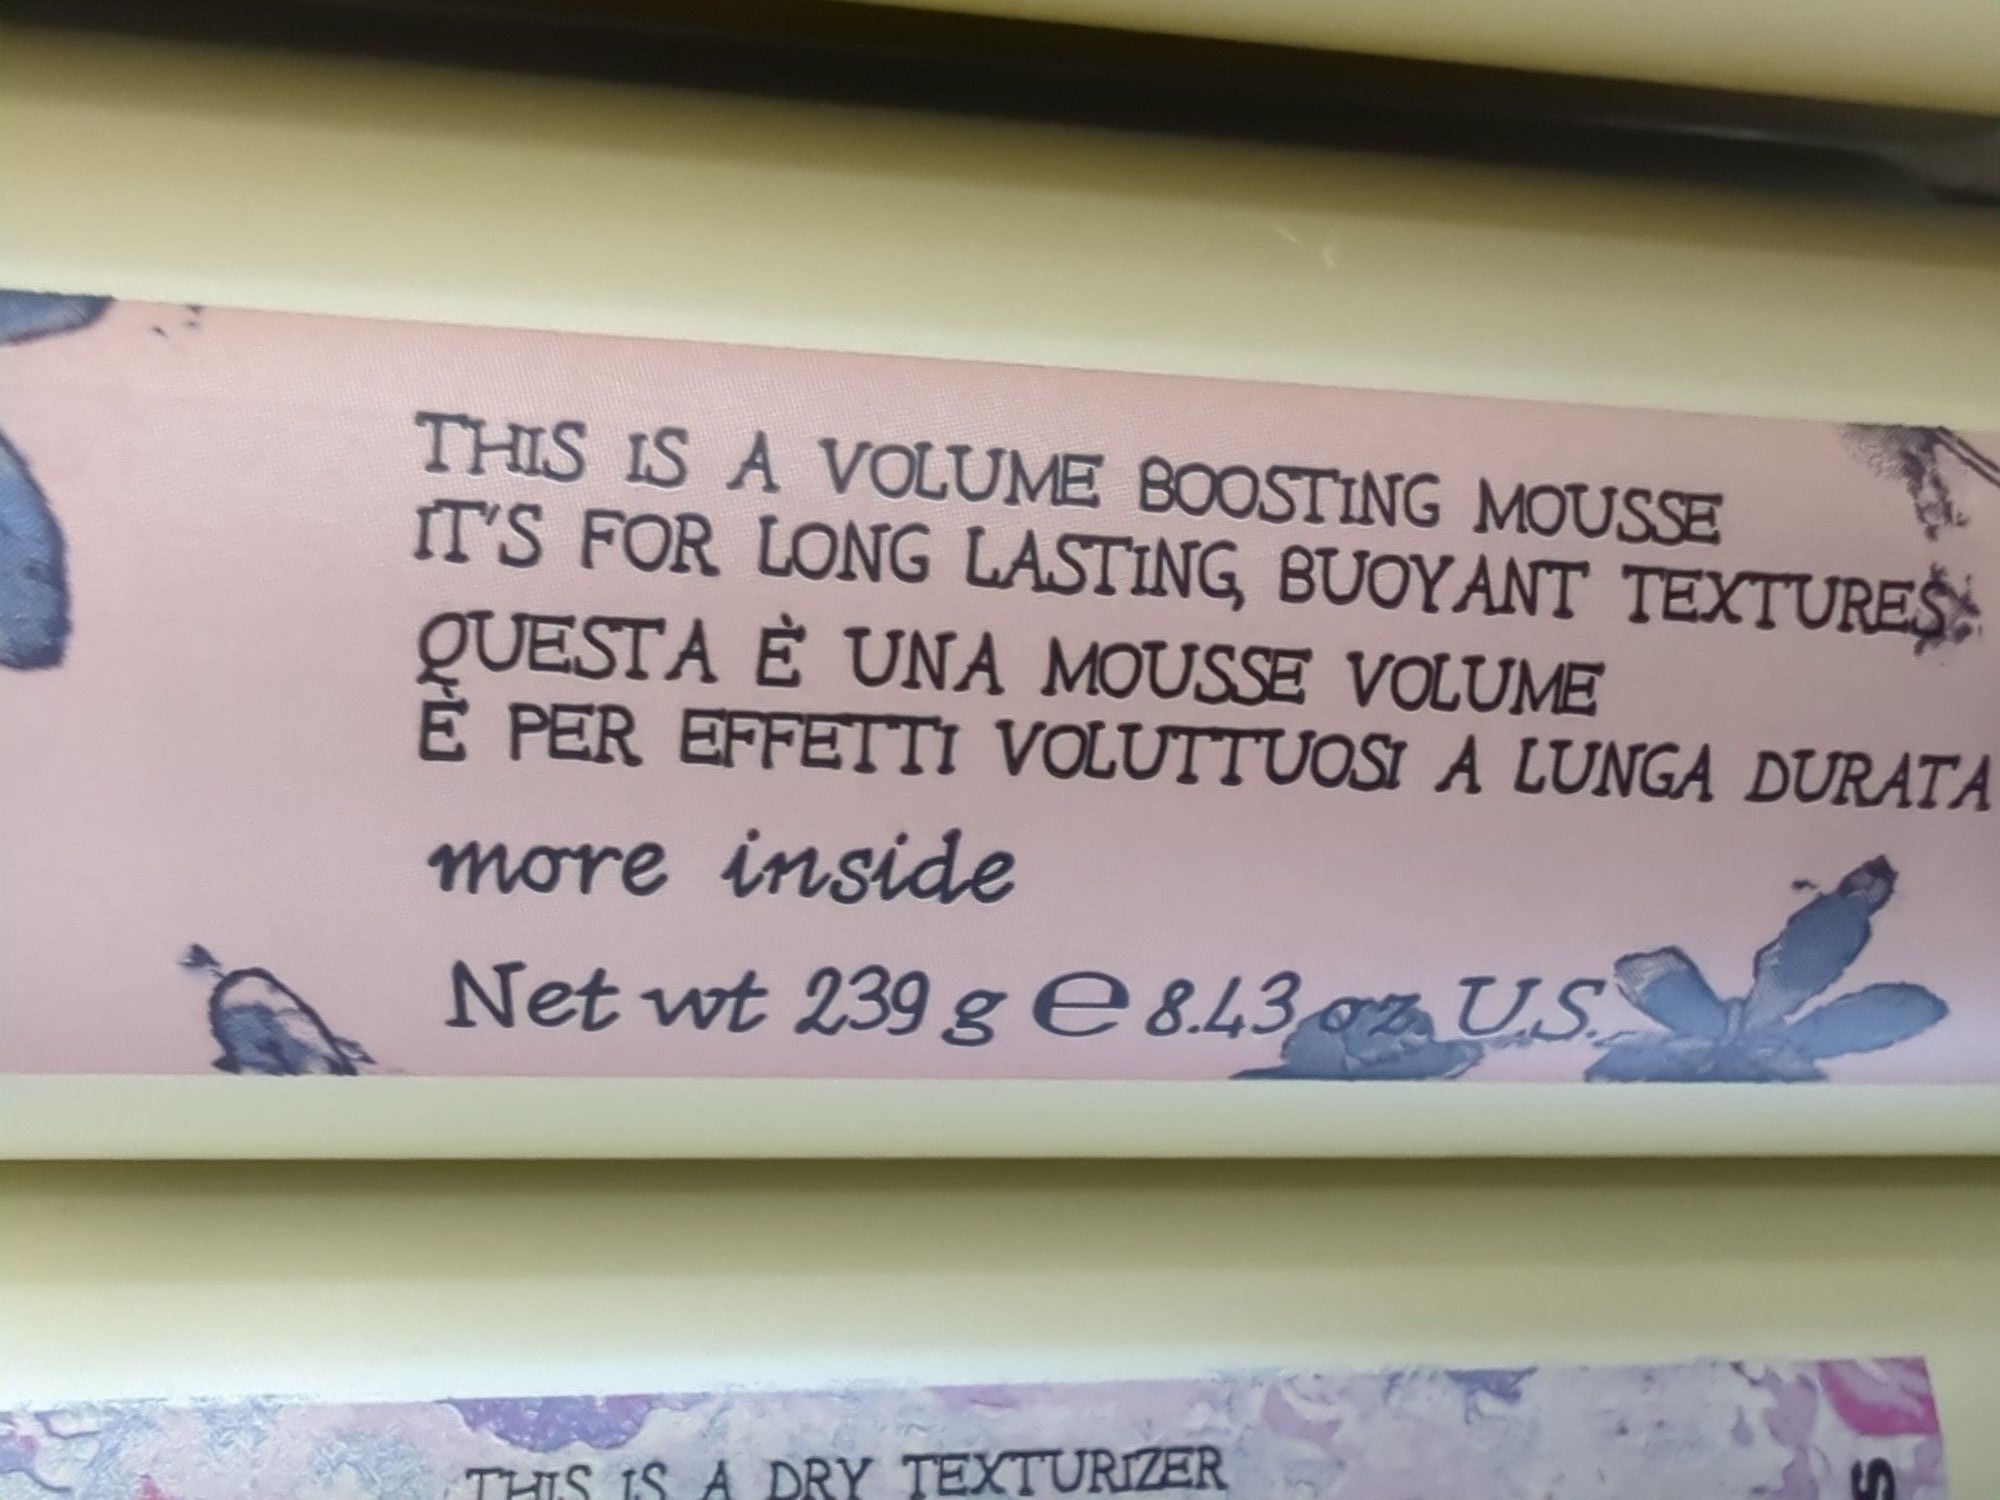 THIS IS A VOLUME BOOSTING MOUSSE
IT'S FOR LONG LASTING, BUOYANT TEXTURES
QUESTA È UNA MOUSSE VOLUME
È PER EFFETTI VOLUTTUOSI A LUNGA DURATA
more inside
Net wt 239 g ℮ 8.43 oz. U.S.
THIS IS A DRY TEXTURIZER
S